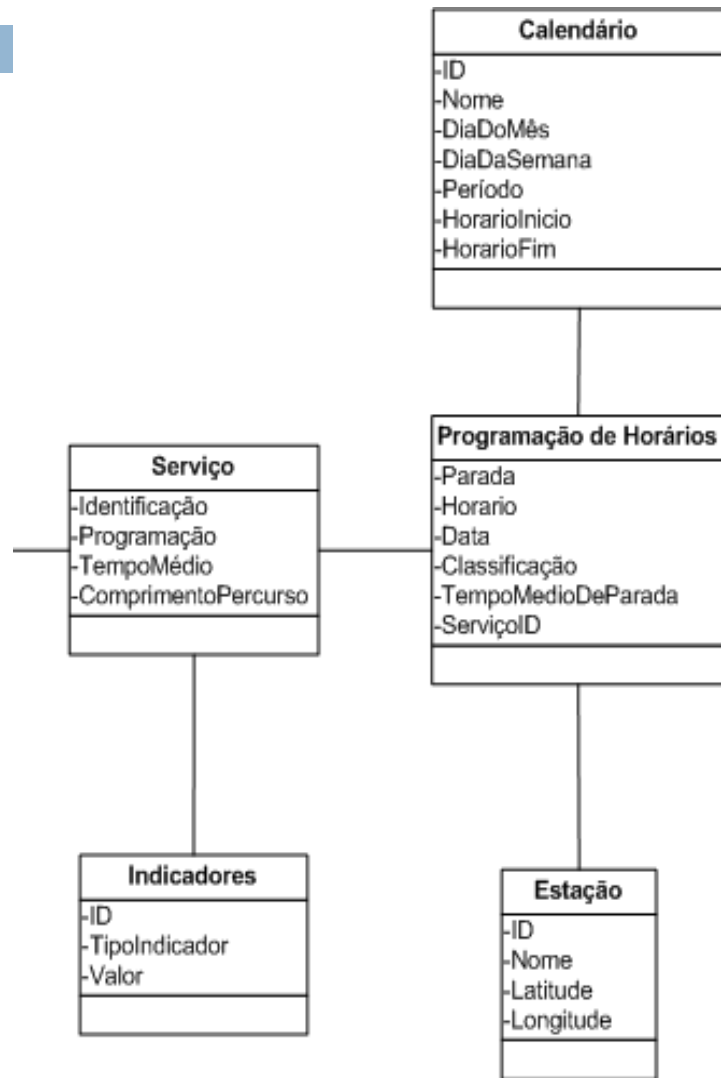 Calendário
-ID
-Nome
-DiaDoMês
-DiaDaSemana
-Período
-HorarioInicio
-HorarioFim
Programação de Horários
-Parada
-Horario
-Data
-Classificação
-TempoMedioDeParada
-ServiçoID
Serviço
-Identificação
-Programação
-TempoMédio
-ComprimentoPercurso
Indicadores
-ID
-TipoIndicador
-Valor
Estação
-ID
-Nome
-Latitude
-Longitude